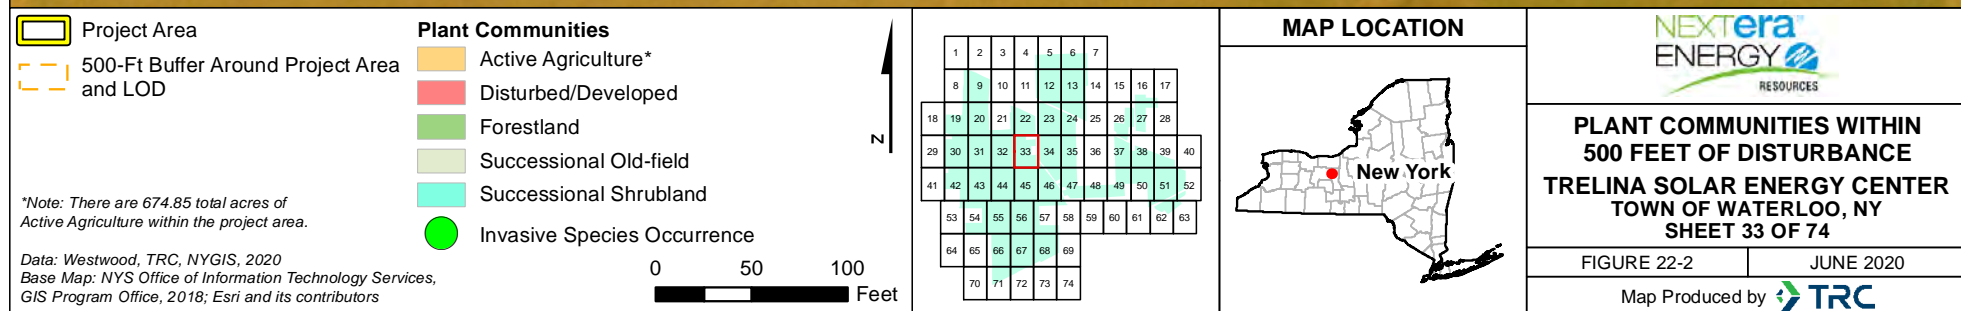 Project Area
500-Ft Buffer Around Project Area
and LOD
*Note: There are 674.85 total acres of
Active Agriculture within the project area.
Data: Westwood, TRC, NYGIS, 2020
Base Map: NYS Office of Information Technology Services,
GIS Program Office, 2018; Esri and its contributors
Plant Communities
Active Agriculture*
Disturbed/Developed
Forestland
Successional Old-field
Successional Shrubland
Invasive Species Occurrence
0 50 100
Feet
N
1 2 3 4 5 6 7
8 9 10 11 12 13 14 15 16 17
18 19 20 21 22 23 24 25 26 27 28
29 30 31 32 33 34 35 36 37 38 39 40
41 42 43 44 45 46 47 48 49 50 51 52
53 54 55 56 57 58 59 60 61 62 63
64 65 66 67 68 69
70 71 72 73 74
MAP LOCATION
New York
NEXTera
ENERGY
RESOURCES
PLANT COMMUNITIES WITHIN
500 FEET OF DISTURBANCE
TRELINA SOLAR ENERGY CENTER
TOWN OF WATERLOO, NY
SHEET 33 OF 74
FIGURE 22-2 JUNE 2020
Map Produced by TRC